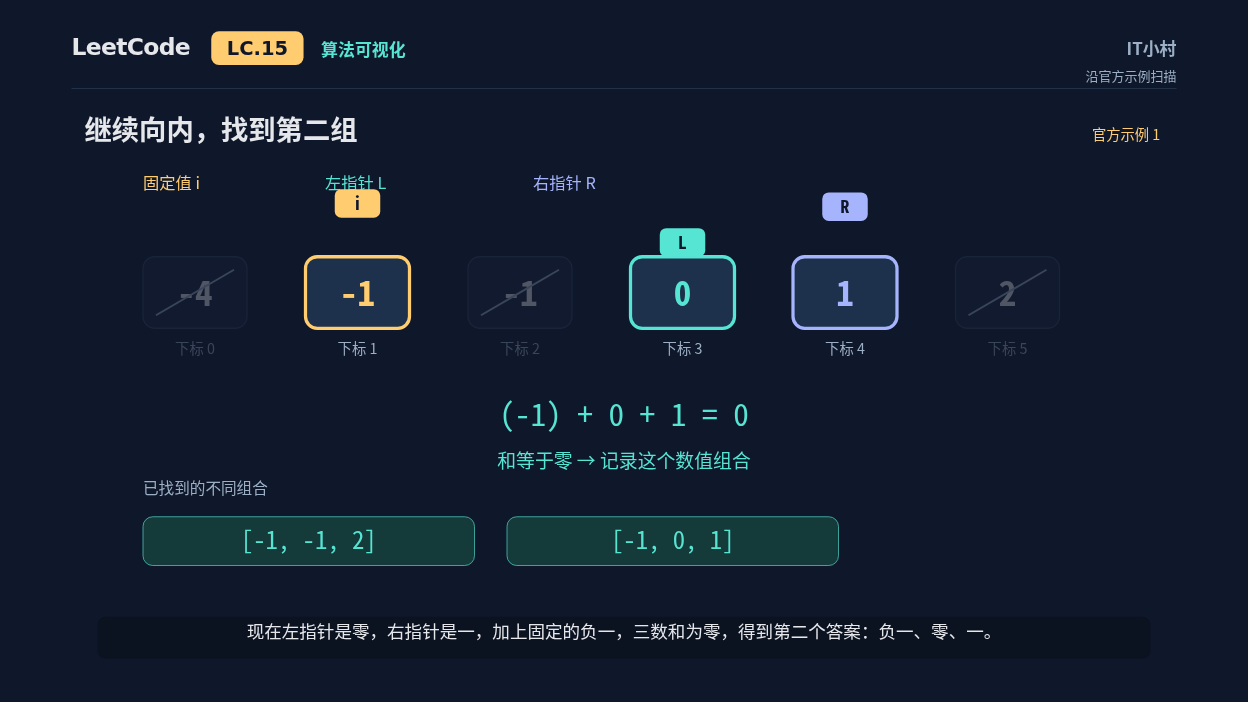 LeetCode LC.15 算法可视化
IT小村
沿官方示例扫描
继续向内，找到第二组
官方示例 1
固定值 i 左指针 L 右指针 R
i
R
L
-4 -1 -1 0 1 2
下标 0 下标 1 下标 2 下标 3 下标 4 下标 5
(-1) + 0 + 1 = 0
和等于零 → 记录这个数值组合
已找到的不同组合
[-1, -1, 2] [-1, 0, 1]
现在左指针是零，右指针是一，加上固定的负一，三数和为零，得到第二个答案：负一、零、一。